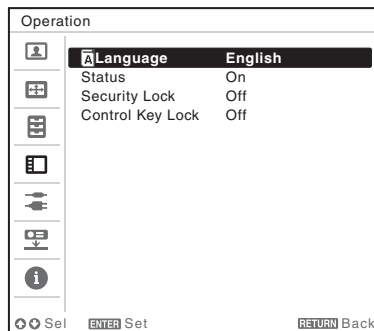 Operation
A Language English
Status On
Security Lock Off
Control Key Lock Off
Sel ENTER Set RETURN Back